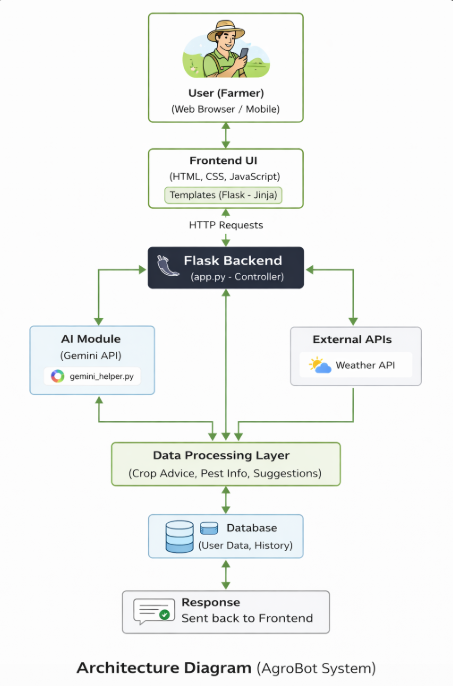 User (Farmer)
(Web Browser / Mobile)
Frontend UI
(HTML, CSS, JavaScript)
Templates (Flask - Jinja)
HTTP Requests
Flask Backend
(app.py - Controller)
AI Module
(Gemini API)
gemini_helper.py
External APIs
Weather API
Data Processing Layer
(Crop Advice, Pest Info, Suggestions)
Database
(User Data, History)
Response
Sent back to Frontend
Architecture Diagram (AgroBot System)